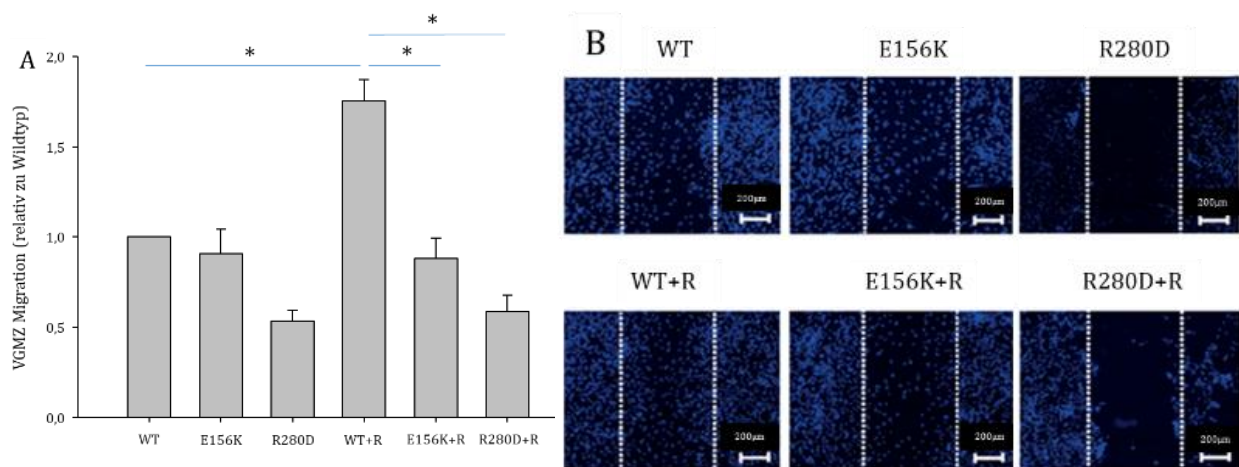 A
VGMZ Migration (relativ zu Wildtyp)
2,0
1,5
1,0
0,5
0,0
*
*
*
WT
E156K
R280D
WT+R
E156K+R
R280D+R
B
WT
E156K
R280D
200µm
200µm
200µm
WT+R
E156K+R
R280D+R
200µm
200µm
200µm